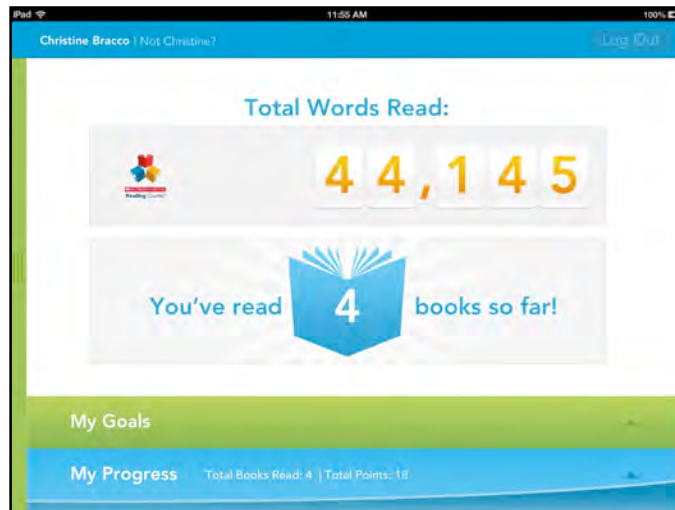 iPad 11:55 AM 100%
Christine Bracco | Not Christine? Log Out
Total Words Read:
44,145
Reading Counts!
You've read 4 books so far!
My Goals
My Progress Total Books Read: 4 | Total Points: 18